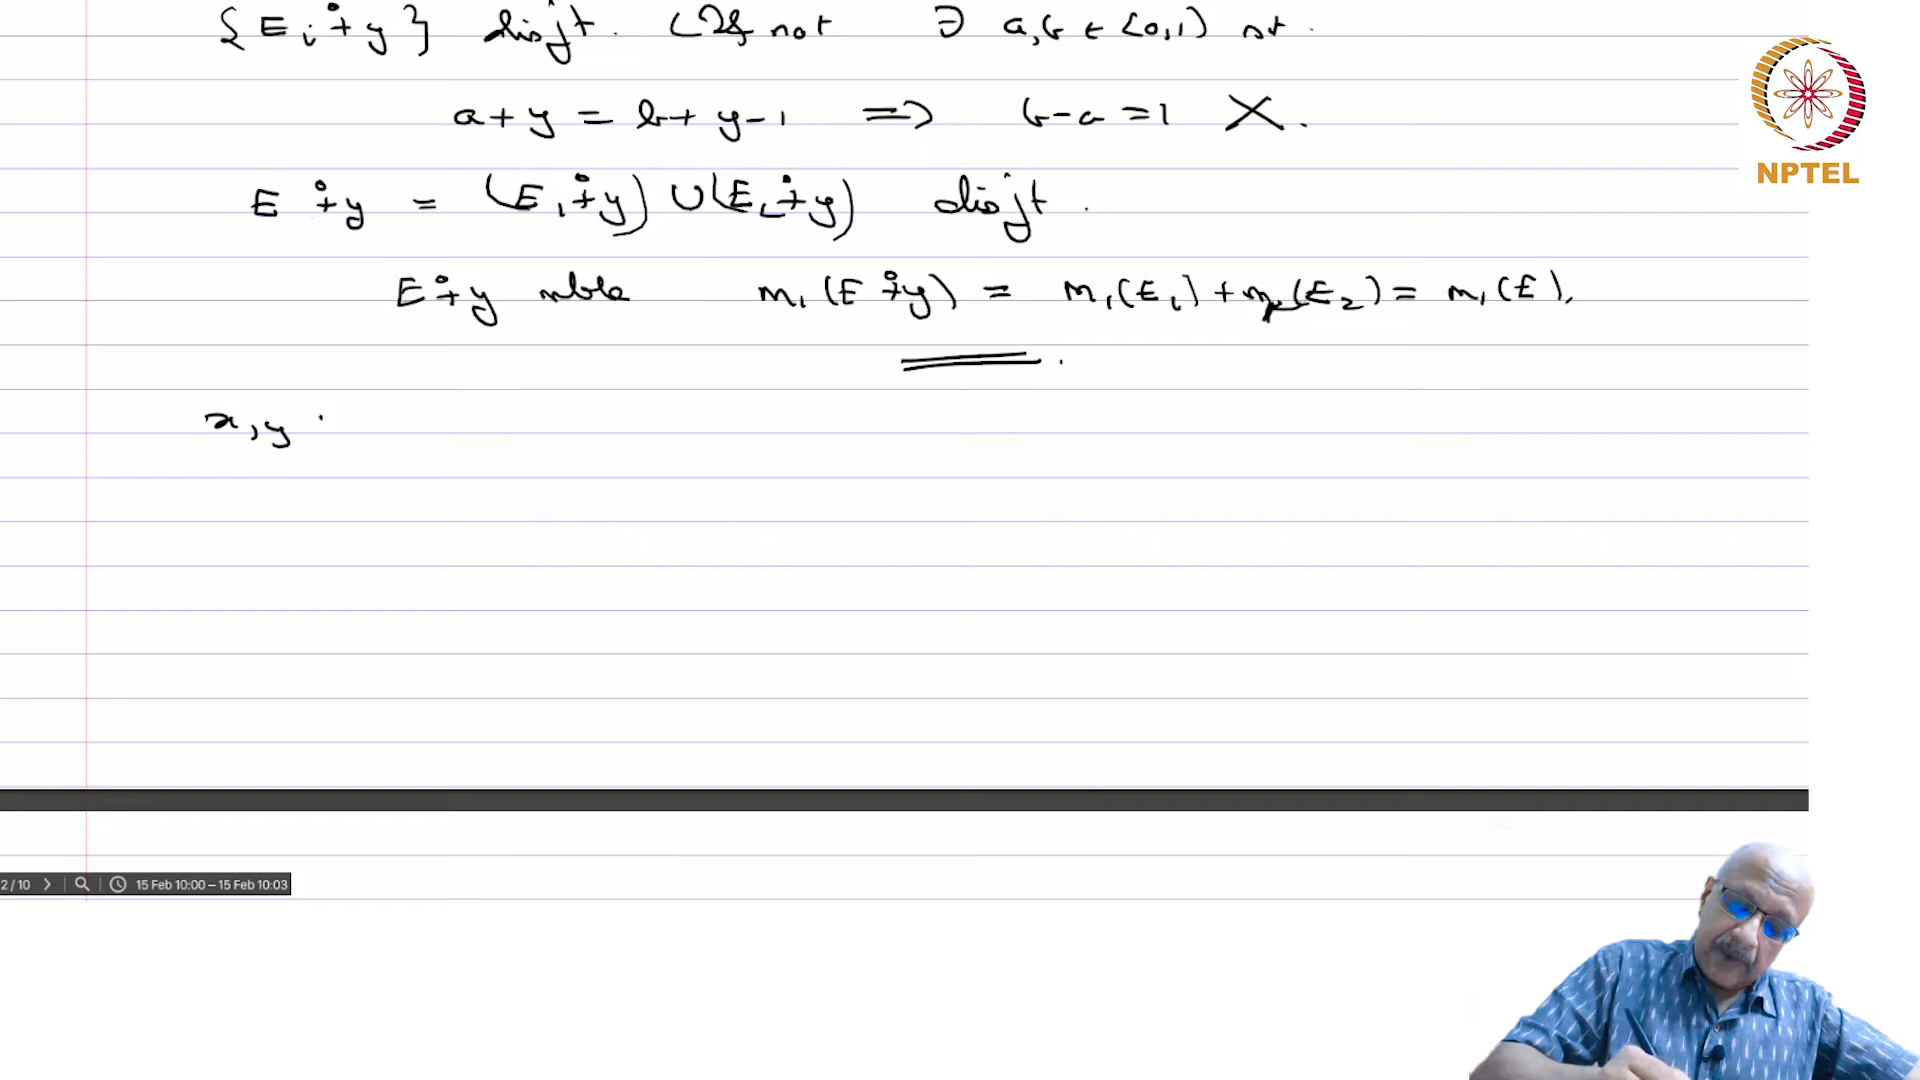 {E_i +̊ y} disjt. (If not ∃ a, b ∈ [0,1) st.
a + y = b + y - 1 ⟹ b - a = 1 X.
NPTEL
E +̊ y = (E_1 +̊ y) ∪ (E_2 +̊ y) disjt.
E +̊ y mble m_1(E +̊ y) = m_1(E_1) + m_1(E_2) = m_1(E).
x, y
2/10 15 Feb 10:00 – 15 Feb 10:03